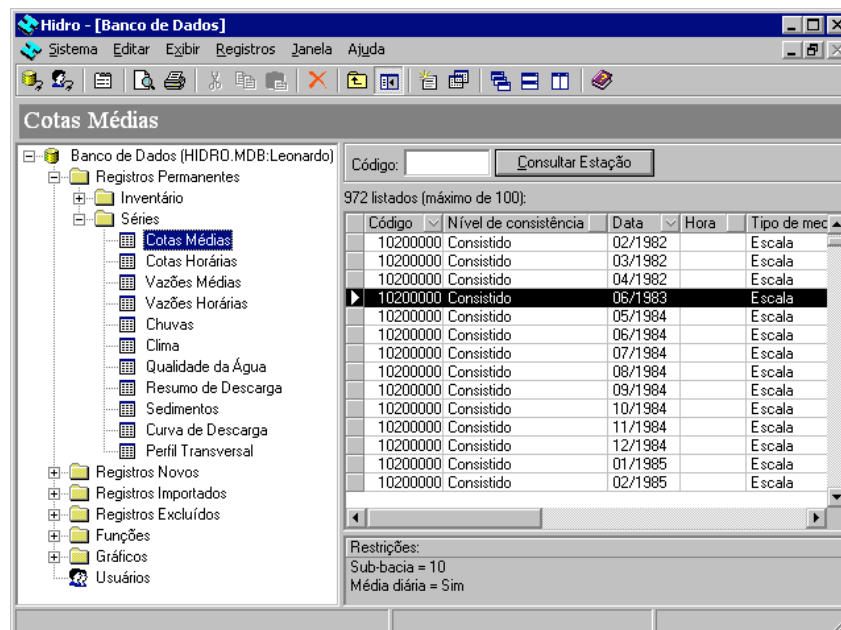 Hidro - [Banco de Dados]
Sistema Editar Exibir Registros Janela Ajuda
Cotas Médias
Banco de Dados (HIDRO.MDB:Leonardo)
Registros Permanentes
Inventário
Séries
Cotas Médias
Cotas Horárias
Vazões Médias
Vazões Horárias
Chuvas
Clima
Qualidade da Água
Resumo de Descarga
Sedimentos
Curva de Descarga
Perfil Transversal
Registros Novos
Registros Importados
Registros Excluídos
Funções
Gráficos
Usuários
Código: Consultar Estação
972 listados (máximo de 100):
Código Nível de consistência Data Hora Tipo de mec
10200000 Consistido 02/1982 Escala
10200000 Consistido 03/1982 Escala
10200000 Consistido 04/1982 Escala
10200000 Consistido 06/1983 Escala
10200000 Consistido 05/1984 Escala
10200000 Consistido 06/1984 Escala
10200000 Consistido 07/1984 Escala
10200000 Consistido 08/1984 Escala
10200000 Consistido 09/1984 Escala
10200000 Consistido 10/1984 Escala
10200000 Consistido 11/1984 Escala
10200000 Consistido 12/1984 Escala
10200000 Consistido 01/1985 Escala
10200000 Consistido 02/1985 Escala
Restrições:
Sub-bacia = 10
Média diária = Sim